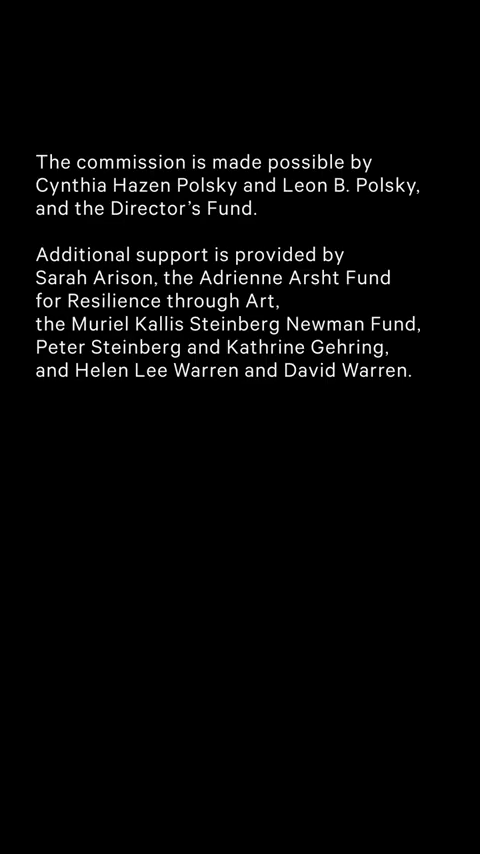 The commission is made possible by
Cynthia Hazen Polsky and Leon B. Polsky,
and the Director’s Fund.
Additional support is provided by
Sarah Arison, the Adrienne Arsht Fund
for Resilience through Art,
the Muriel Kallis Steinberg Newman Fund,
Peter Steinberg and Kathrine Gehring,
and Helen Lee Warren and David Warren.